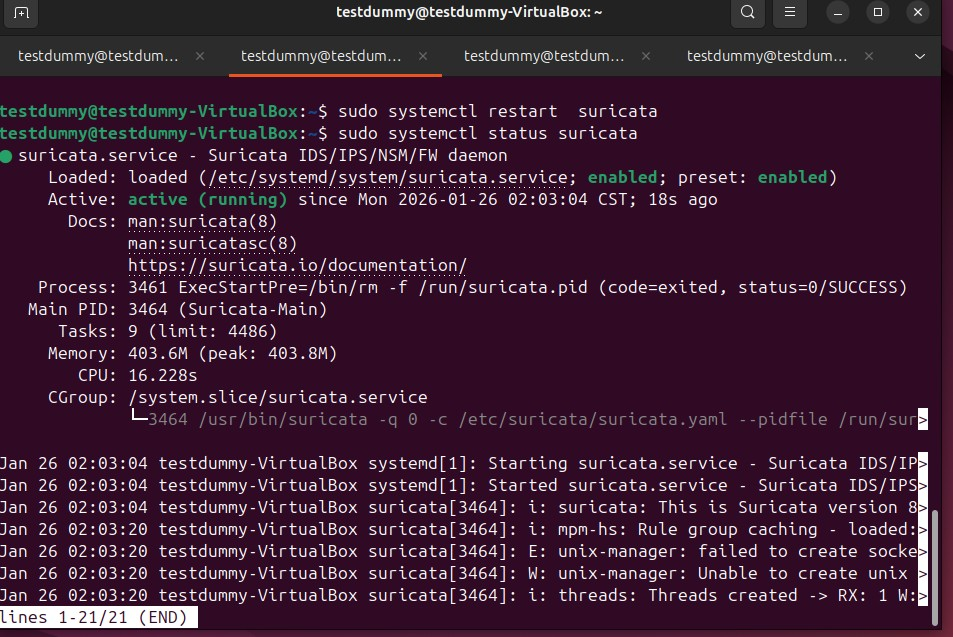 testdummy@testdummy-VirtualBox: ~
testdummy@testdum... × testdummy@testdum... × testdummy@testdum... × testdummy@testdum... ×
testdummy@testdummy-VirtualBox:~$ sudo systemctl restart  suricata
testdummy@testdummy-VirtualBox:~$ sudo systemctl status suricata
● suricata.service - Suricata IDS/IPS/NSM/FW daemon
Loaded: loaded (/etc/systemd/system/suricata.service; enabled; preset: enabled)
Active: active (running) since Mon 2026-01-26 02:03:04 CST; 18s ago
Docs: man:suricata(8)
man:suricatasc(8)
https://suricata.io/documentation/
Process: 3461 ExecStartPre=/bin/rm -f /run/suricata.pid (code=exited, status=0/SUCCESS)
Main PID: 3464 (Suricata-Main)
Tasks: 9 (limit: 4486)
Memory: 403.6M (peak: 403.8M)
CPU: 16.228s
CGroup: /system.slice/suricata.service
└─3464 /usr/bin/suricata -q 0 -c /etc/suricata/suricata.yaml --pidfile /run/sur>
Jan 26 02:03:04 testdummy-VirtualBox systemd[1]: Starting suricata.service - Suricata IDS/IP>
Jan 26 02:03:04 testdummy-VirtualBox systemd[1]: Started suricata.service - Suricata IDS/IPS>
Jan 26 02:03:04 testdummy-VirtualBox suricata[3464]: i: suricata: This is Suricata version 8>
Jan 26 02:03:20 testdummy-VirtualBox suricata[3464]: i: mpm-hs: Rule group caching - loaded:>
Jan 26 02:03:20 testdummy-VirtualBox suricata[3464]: E: unix-manager: failed to create socke>
Jan 26 02:03:20 testdummy-VirtualBox suricata[3464]: W: unix-manager: Unable to create unix >
Jan 26 02:03:20 testdummy-VirtualBox suricata[3464]: i: threads: Threads created -> RX: 1 W:>
lines 1-21/21 (END)